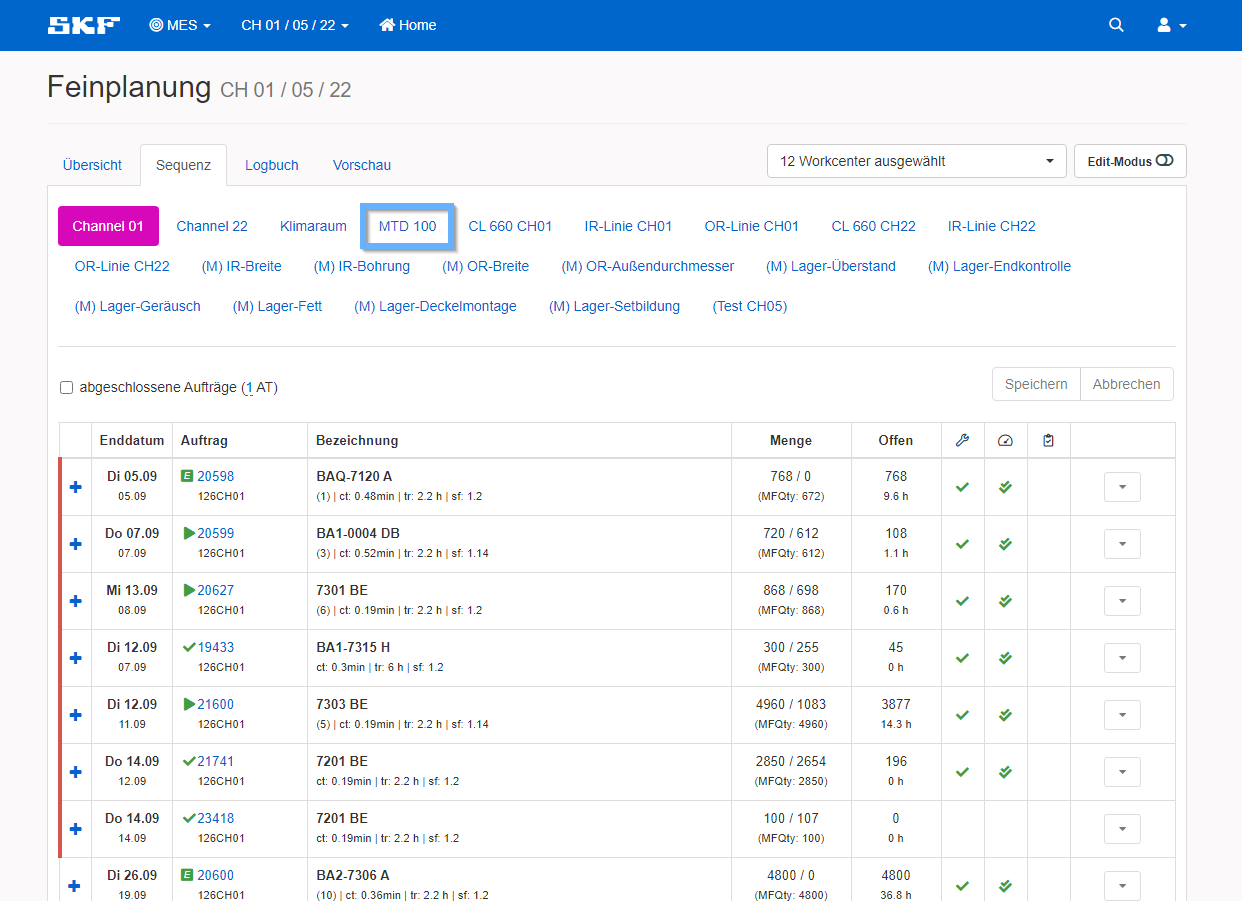 SKF MES CH 01 / 05 / 22 Home
Feinplanung CH 01 / 05 / 22
Übersicht Sequenz Logbuch Vorschau 12 Workcenter ausgewählt Edit-Modus
Channel 01 Channel 22 Klimaraum MTD 100 CL 660 CH01 IR-Linie CH01 OR-Linie CH01 CL 660 CH22 IR-Linie CH22
OR-Linie CH22 (M) IR-Breite (M) IR-Bohrung (M) OR-Breite (M) OR-Außendurchmesser (M) Lager-Überstand (M) Lager-Endkontrolle
(M) Lager-Geräusch (M) Lager-Fett (M) Lager-Deckelmontage (M) Lager-Setbildung (Test CH05)
abgeschlossene Aufträge (1 AT) Speichern Abbrechen
Enddatum Auftrag Bezeichnung Menge Offen
Di 05.09 E 20598 BAQ-7120 A 768 / 0 768
05.09 126CH01 (1) | ct: 0.48min | tr: 2.2 h | sf: 1.2 (MFQty: 672) 9.6 h
Do 07.09 20599 BA1-0004 DB 720 / 612 108
07.09 126CH01 (3) | ct: 0.52min | tr: 2.2 h | sf: 1.14 (MFQty: 612) 1.1 h
Mi 13.09 20627 7301 BE 868 / 698 170
08.09 126CH01 (6) | ct: 0.19min | tr: 2.2 h | sf: 1.2 (MFQty: 868) 0.6 h
Di 12.09 19433 BA1-7315 H 300 / 255 45
07.09 126CH01 ct: 0.3min | tr: 6 h | sf: 1.2 (MFQty: 300) 0 h
Di 12.09 21600 7303 BE 4960 / 1083 3877
11.09 126CH01 (5) | ct: 0.19min | tr: 2.2 h | sf: 1.14 (MFQty: 4960) 14.3 h
Do 14.09 21741 7201 BE 2850 / 2654 196
12.09 126CH01 ct: 0.19min | tr: 2.2 h | sf: 1.2 (MFQty: 2850) 0 h
Do 14.09 23418 7201 BE 100 / 107 0
14.09 126CH01 ct: 0.19min | tr: 2.2 h | sf: 1.2 (MFQty: 100) 0 h
Di 26.09 E 20600 BA2-7306 A 4800 / 0 4800
19.09 126CH01 (10) | ct: 0.36min | tr: 2.2 h | sf: 1.2 (MFQty: 4800) 36.8 h